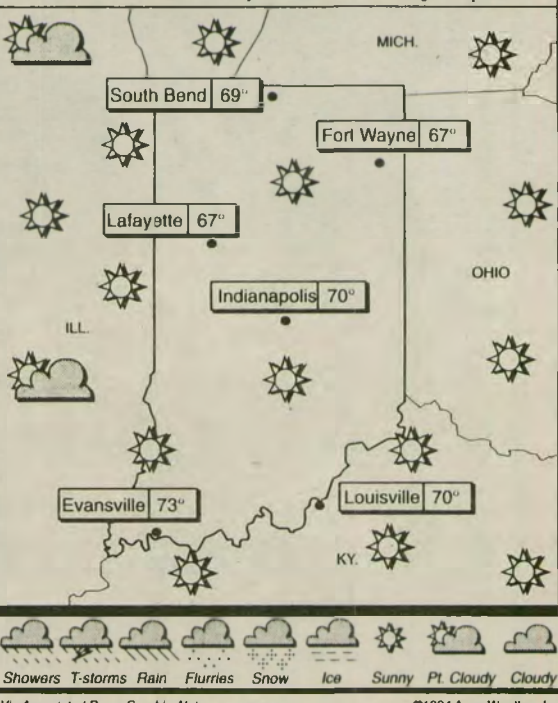 MICH.
South Bend 69°
Fort Wayne 67°
Lafayette 67°
OHIO
Indianapolis 70°
ILL.
Evansville 73°
Louisville 70°
KY.
Showers T-storms Rain Flurries Snow Ice Sunny Pt. Cloudy Cloudy